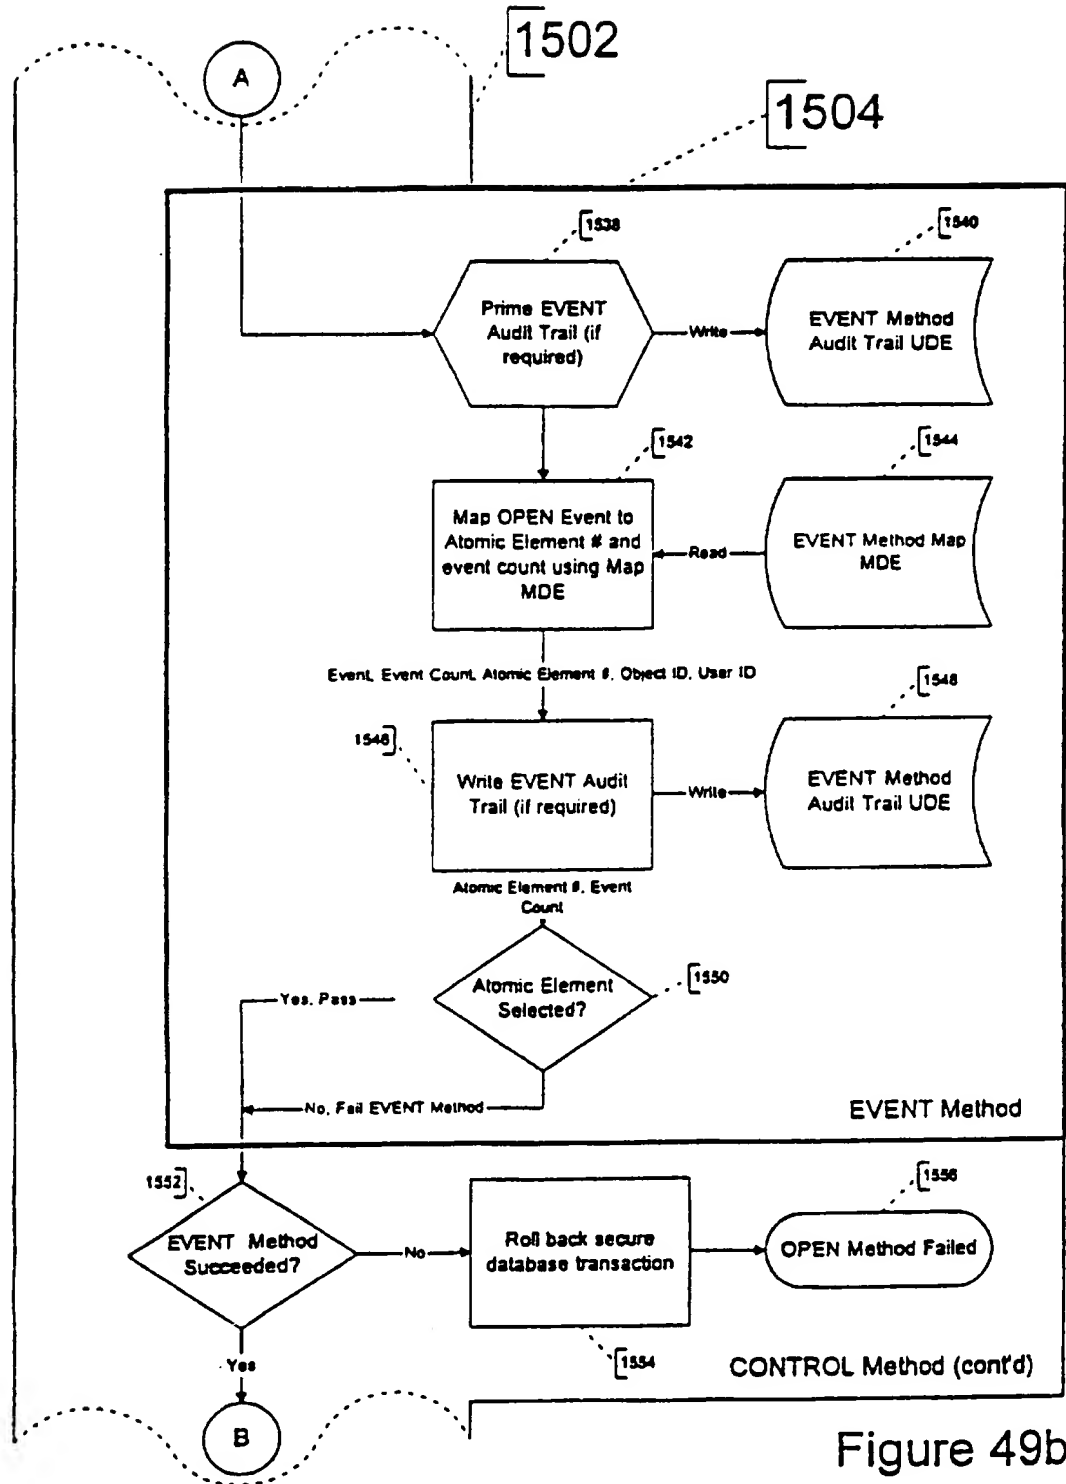 1502
A
1504
1538
1540
Prime EVENT
Audit Trail (if
required)
Write
EVENT Method
Audit Trail UDE
1542
1544
Map OPEN Event to
Atomic Element # and
event count using Map
MDE
Read
EVENT Method Map
MDE
Event, Event Count, Atomic Element #, Object ID, User ID
1546
1548
Write EVENT Audit
Trail (if required)
Write
EVENT Method
Audit Trail UDE
Atomic Element #, Event
Count
1550
Atomic Element
Selected?
Yes, Pass
No, Fail EVENT Method
EVENT Method
1552
1556
EVENT Method
Succeeded?
No
Roll back secure
database transaction
OPEN Method Failed
Yes
1554
CONTROL Method (cont'd)
B
Figure 49b